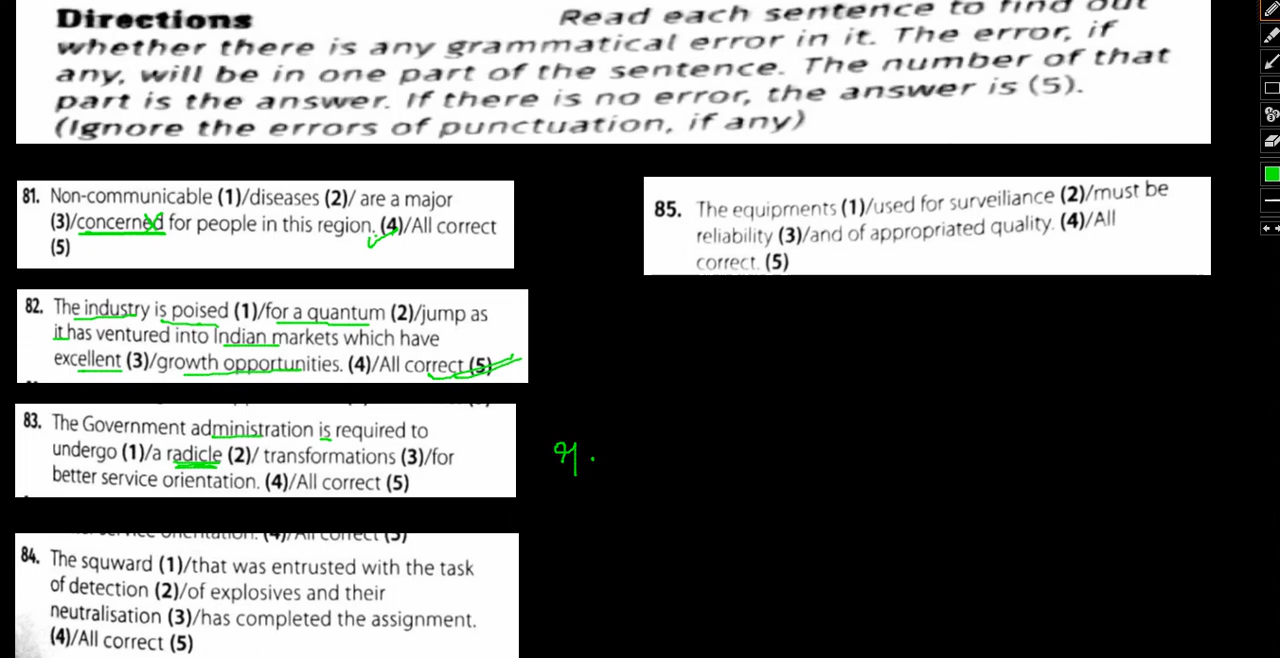 Directions Read each sentence to find out
whether there is any grammatical error in it. The error, if
any, will be in one part of the sentence. The number of that
part is the answer. If there is no error, the answer is (5).
(Ignore the errors of punctuation, if any)
81. Non-communicable (1)/diseases (2)/ are a major
(3)/concerned for people in this region. (4)/All correct
(5)
82. The industry is poised (1)/for a quantum (2)/jump as
it has ventured into Indian markets which have
excellent (3)/growth opportunities. (4)/All correct (5)
83. The Government administration is required to
undergo (1)/a radicle (2)/ transformations (3)/for
better service orientation. (4)/All correct (5)
84. The squward (1)/that was entrusted with the task
of detection (2)/of explosives and their
neutralisation (3)/has completed the assignment.
(4)/All correct (5)
85. The equipments (1)/used for surveiliance (2)/must be
reliability (3)/and of appropriated quality. (4)/All
correct. (5)